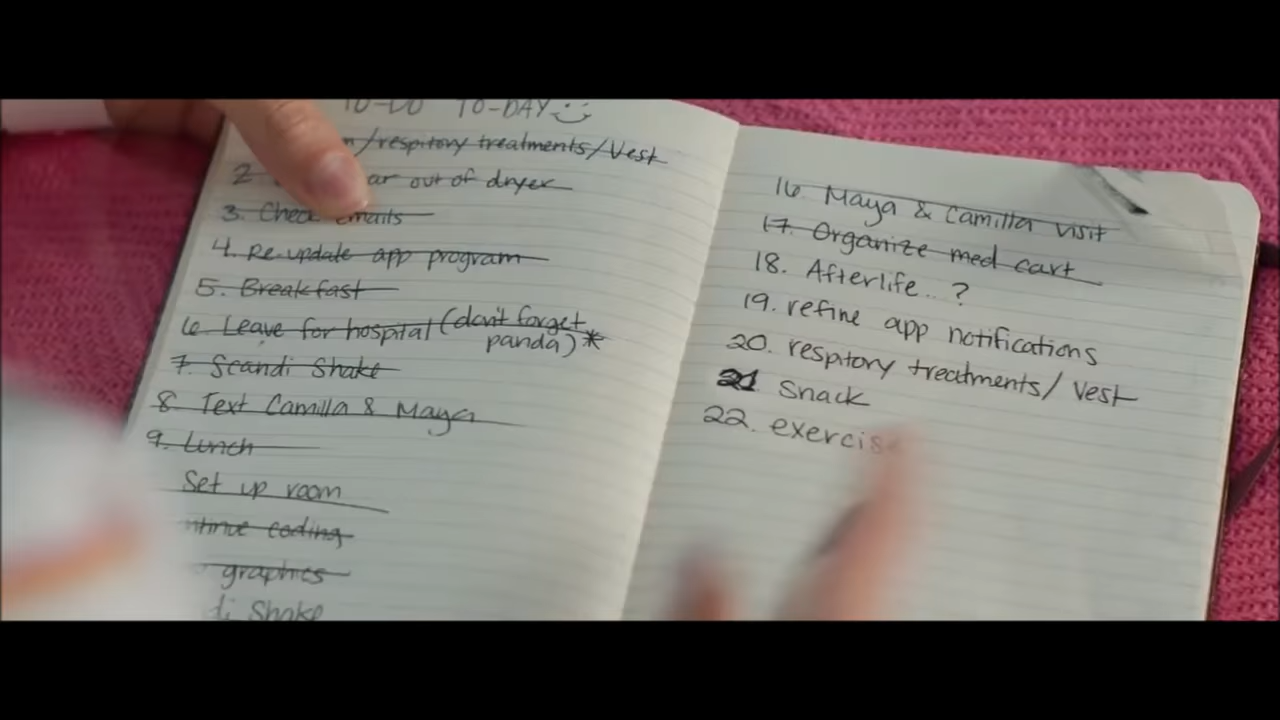 TO-DO TO-DAY
/respitory treatments/Vest
2 out of dryer
3. Check emails
4. Re-update app program
5. Breakfast
6. Leave for hospital (don't forget
panda) *
7. Scandi Shake
8. Text Camilla & Maya
9. Lunch
Set up room
coding
graphics
Shake
16. Maya & Camilla visit
17. Organize med cart
18. Afterlife..?
19. refine app notifications
20. respitory treatments/ Vest
21 Snack
22. exercise